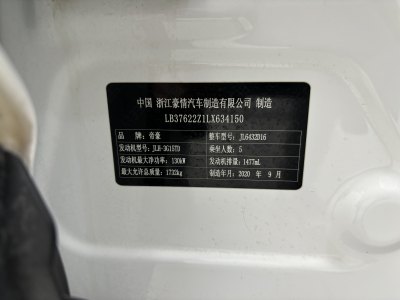 中国 浙江豪情汽车制造有限公司 制造
LB37622Z1LX634150
品牌：帝豪 整车型号：JL6432D16
发动机型号：JLH-3G15TD 乘坐人数：5
发动机最大净功率：130kW 发动机排量：1477mL
最大允许总质量：1732kg 制造年月：2020 年 9 月